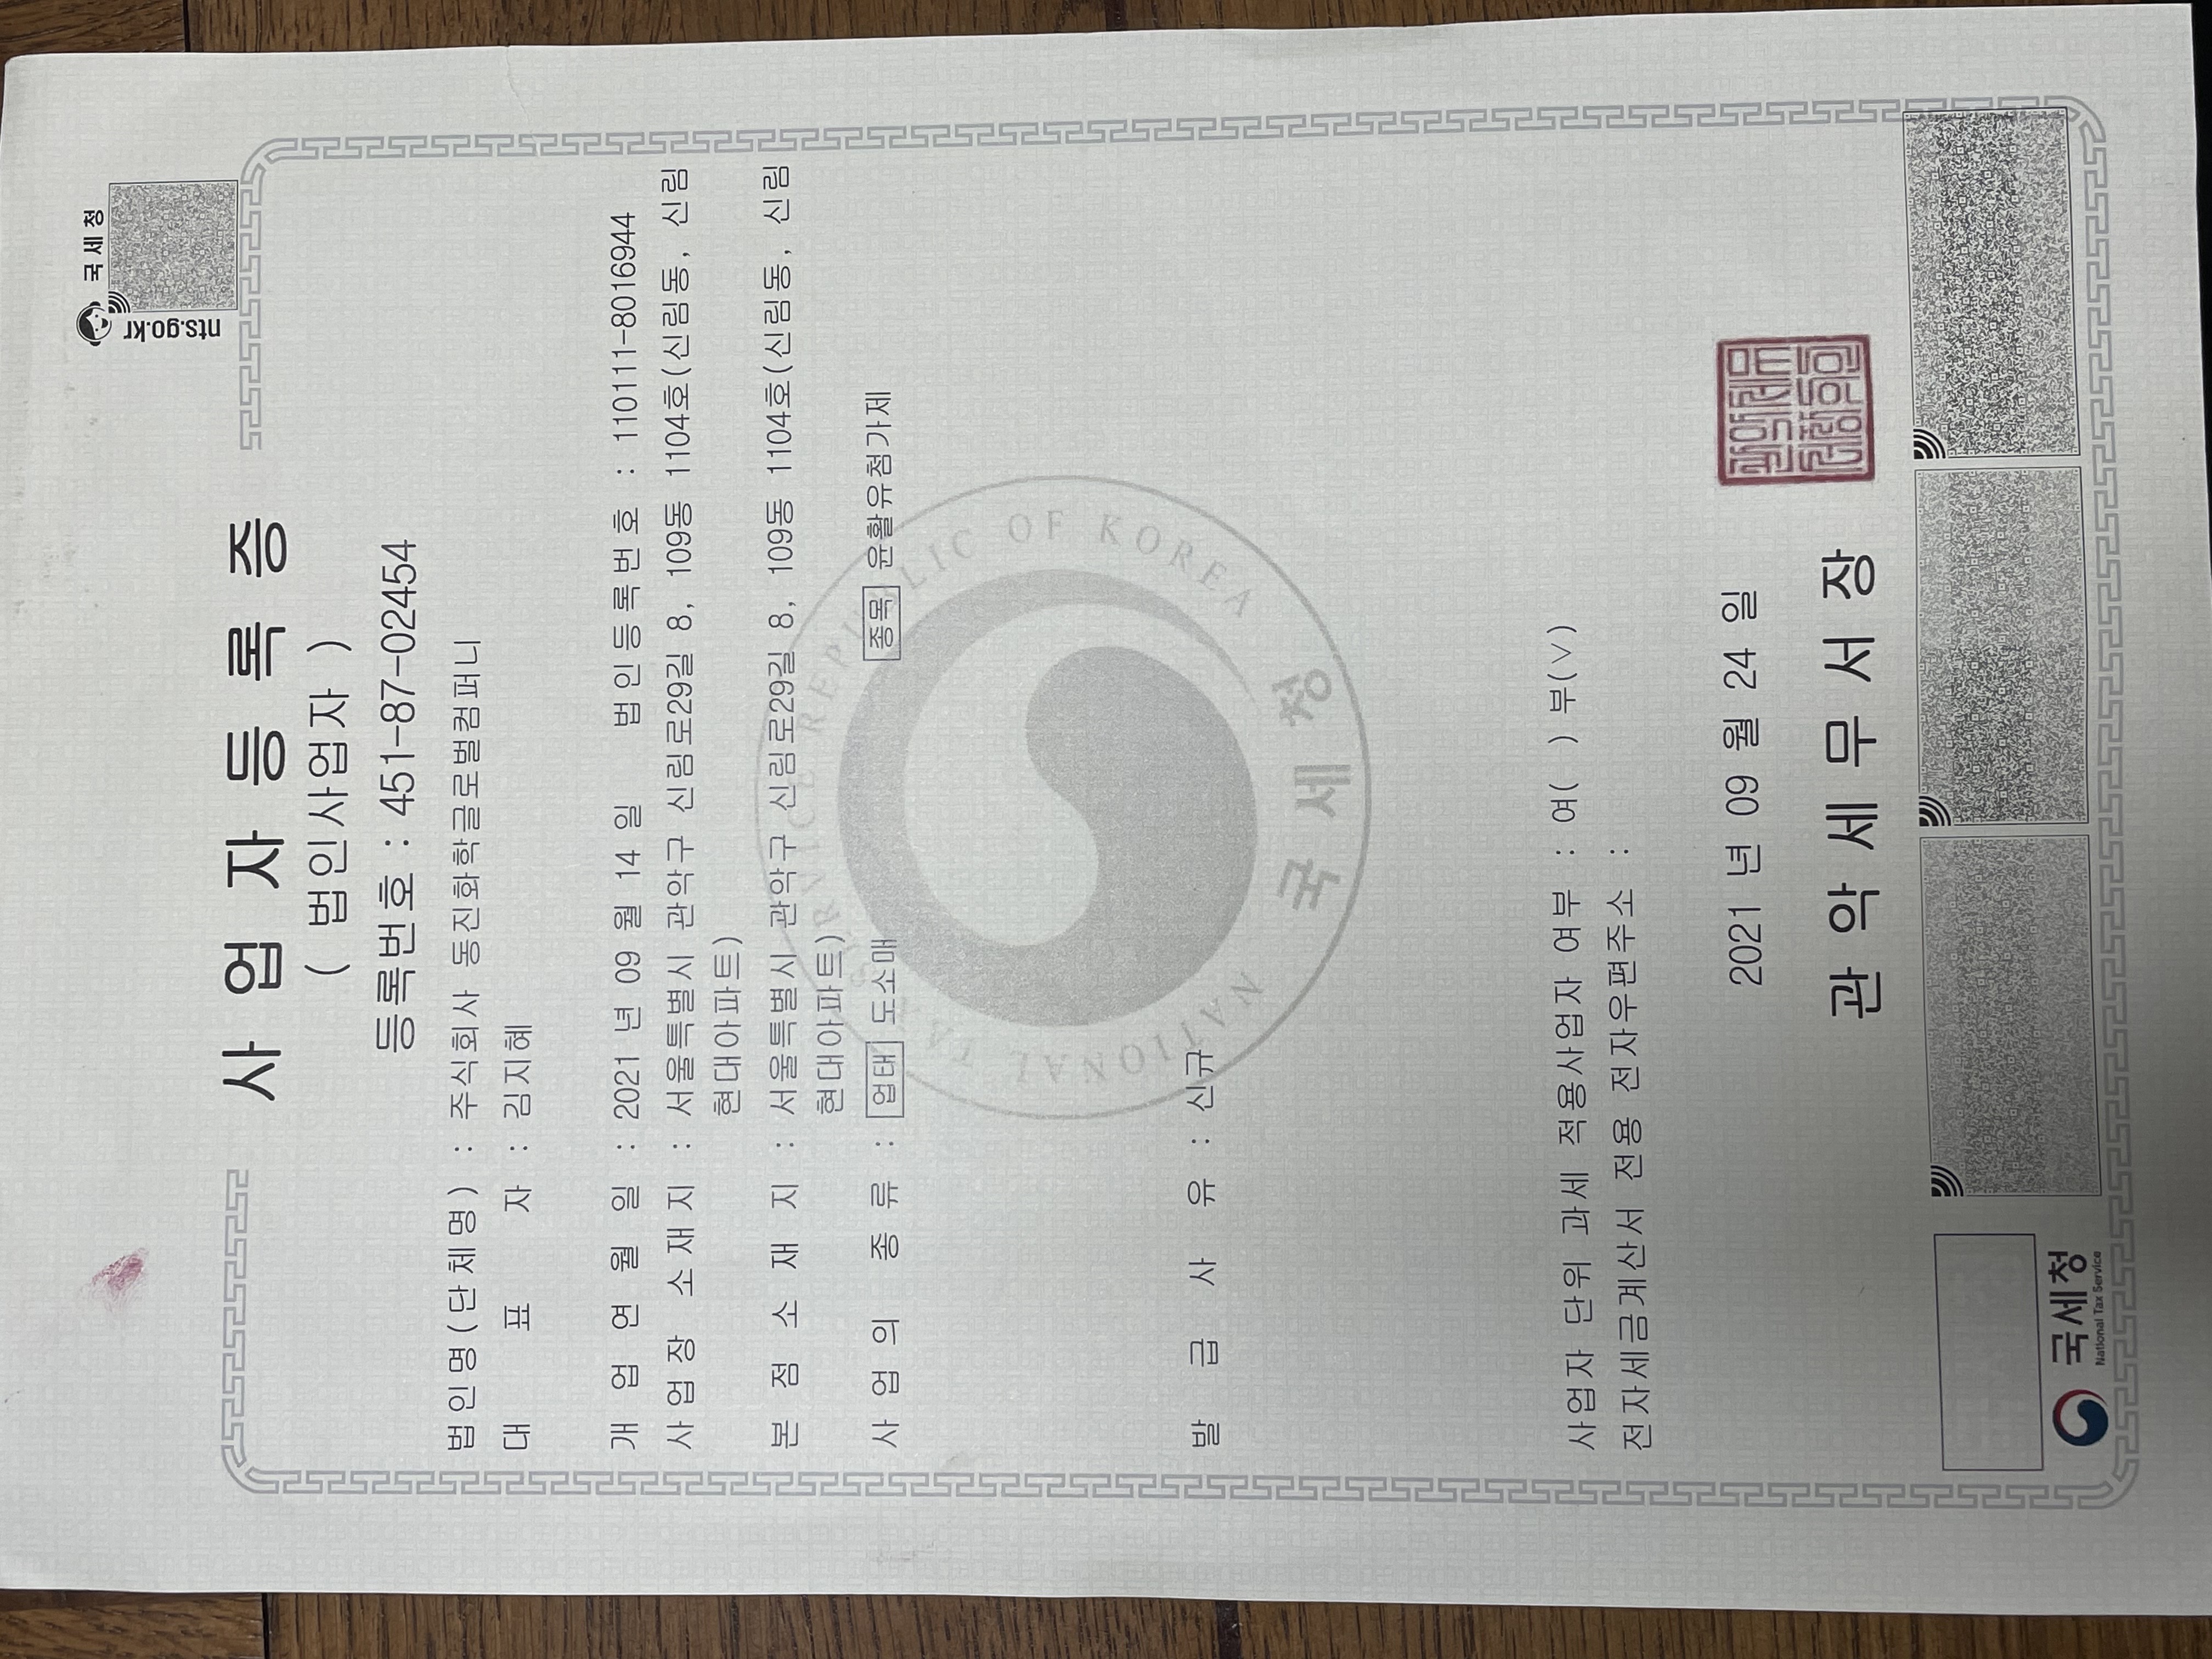 국세청
nts.go.kr
사업자등록증
( 법인사업자 )
등록번호 : 451-87-02454
법인명(단체명) : 주식회사 동진화학글로벌컴퍼니
대표자 : 김지혜
개업연월일 : 2021 년 09 월 14 일 법인등록번호 : 110111-8016944
사업장 소재지 : 서울특별시 관악구 신림로29길 8, 109동 1104호(신림동, 신림
현대아파트)
본점소재지 : 서울특별시 관악구 신림로29길 8, 109동 1104호(신림동, 신림
현대아파트)
사업의 종류 : 업태 도소매 종목 윤활유첨가제
NATIONAL TAX SERVICE REPUBLIC OF KOREA
국세청
발급사유 : 신규
사업자 단위 과세 적용사업자 여부 : 여( ) 부(∨)
전자세금계산서 전용 전자우편주소 :
2021 년 09 월 24 일
관악세무서장
국세청
National Tax Service